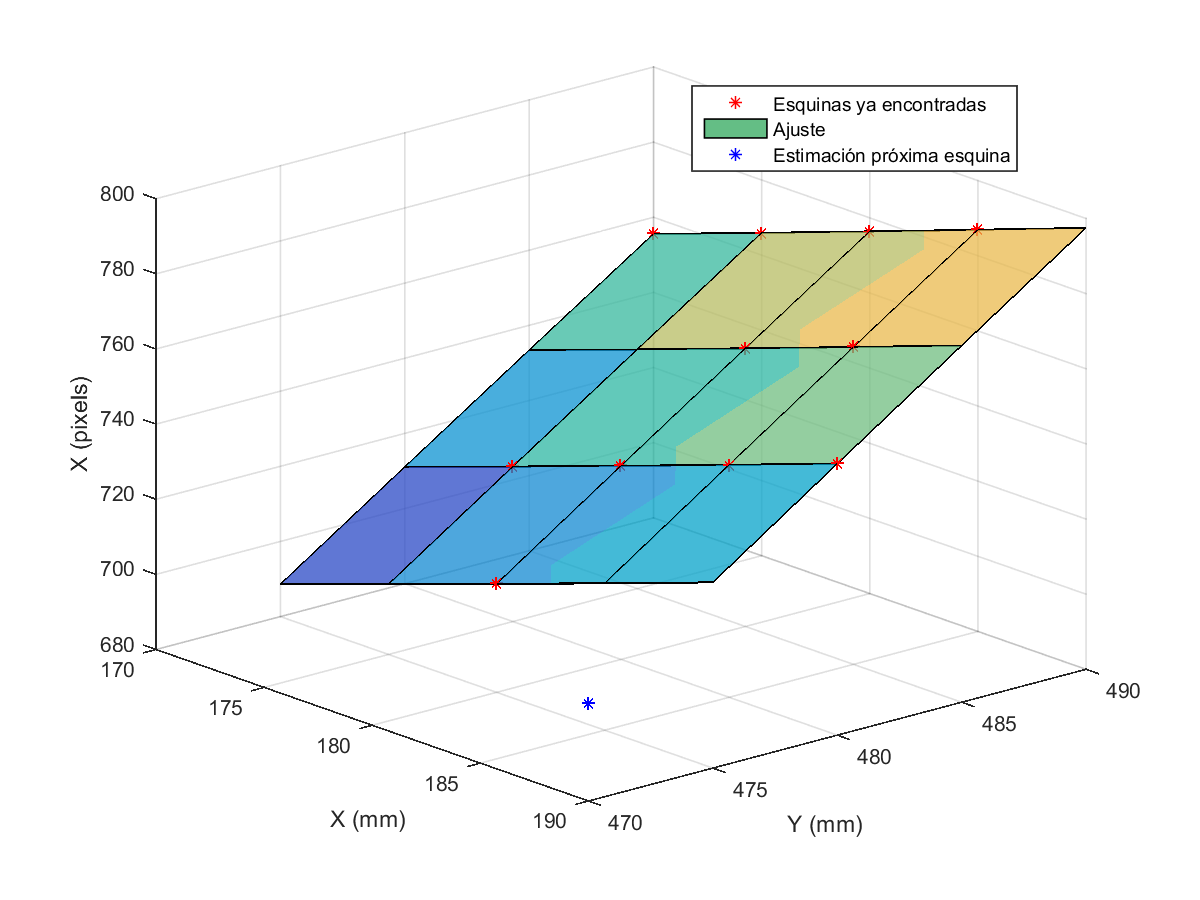 Esquinas ya encontradas
Ajuste
Estimación próxima esquina
800
780
760
740
720
700
680
X (pixels)
170
175
180
185
190
X (mm)
470
475
480
485
490
Y (mm)